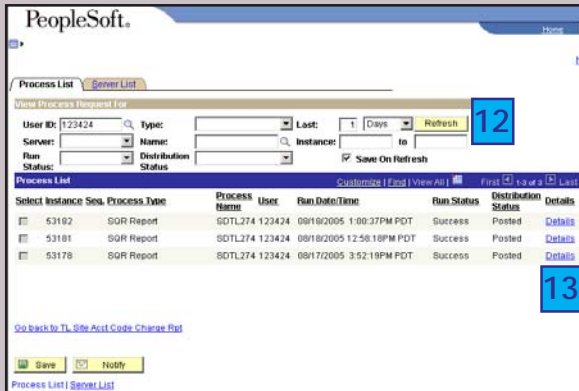 PeopleSoft.
Home
Process List Server List
View Process Request For
User ID: 123424 Type: Last: 1 Days Refresh
12
Server: Name: Instance: to
Run Status: Distribution Status Save On Refresh
Process List Customize | Find | View All | First 1-3 of 3 Last
Select Instance Seq. Process Type Process Name User Run Date/Time Run Status Distribution Status Details
53192 SQR Report SDTL274 123424 08/18/2005 1:00:37PM PDT Success Posted Details
53181 SQR Report SDTL274 123424 08/18/2005 12:58:18PM PDT Success Posted Details
53178 SQR Report SDTL274 123424 08/17/2005 3:52:19PM PDT Success Posted Details
13
Go back to TL Site Acct Code Charge Rpt
Save Notify
Process List | Server List